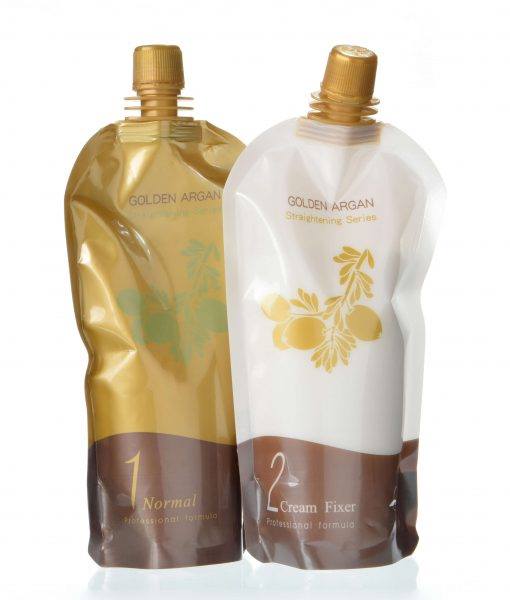 GOLDEN ARGAN
Straightening Series
1 Normal
Professional formula
GOLDEN ARGAN
Straightening Series
2 Cream Fixer
Professional formula